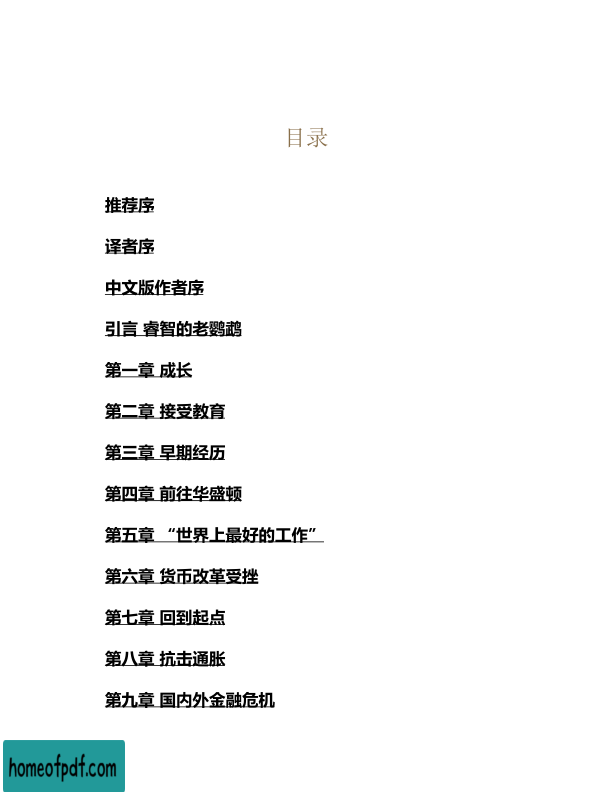 目录
推荐序
译者序
中文版作者序
引言 睿智的老鹦鹉
第一章 成长
第二章 接受教育
第三章 早期经历
第四章 前往华盛顿
第五章 “世界上最好的工作”
第六章 货币改革受挫
第七章 回到起点
第八章 抗击通胀
第九章 国内外金融危机
homeofpdf.com